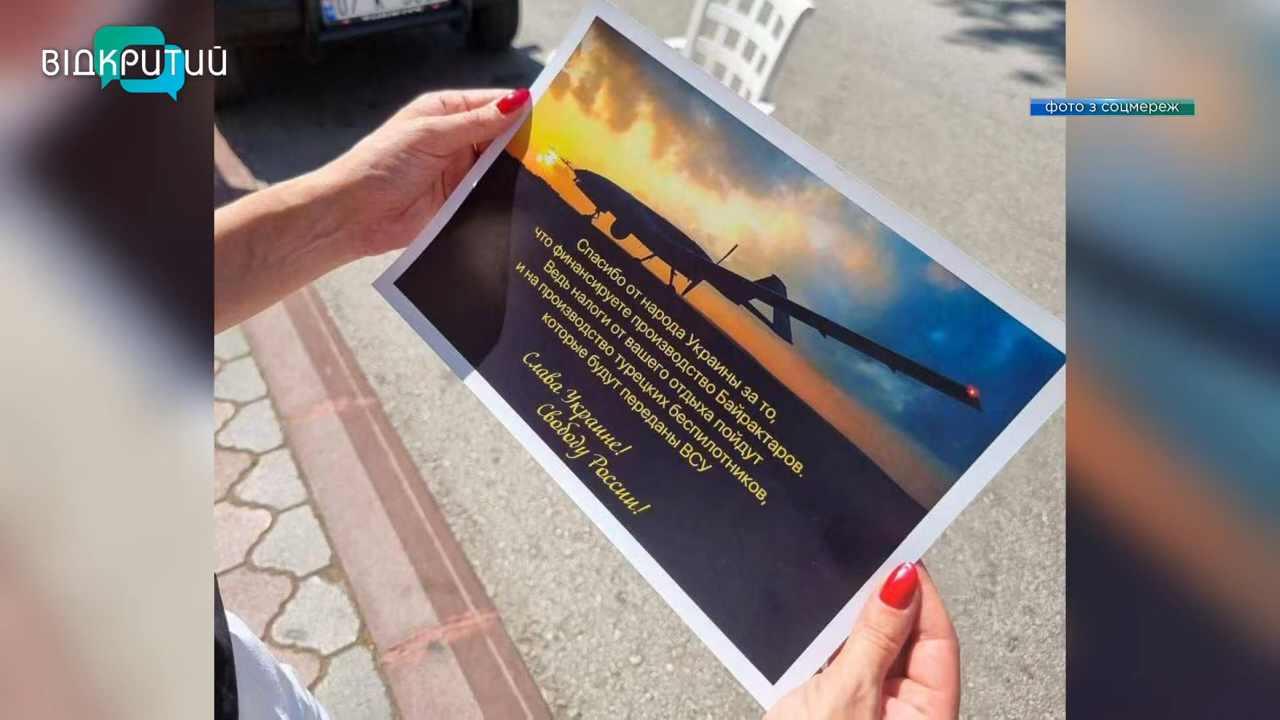 ВІДКРИТИЙ
фото з соцмереж
Спасибо от народа Украины за то,
что финансируете производство Байрактаров.
Ведь налоги от вашего отдыха пойдут
и на производство турецких беспилотников,
которые будут переданы ВСУ
Слава Украине!
Свободу России!